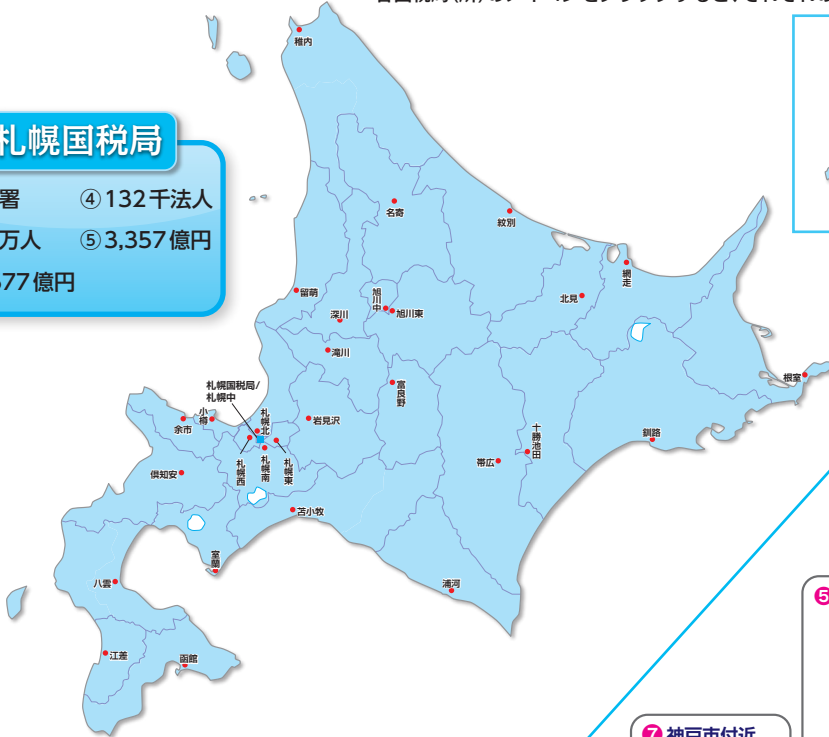 札幌国税局
署 ④132千法人
万人 ⑤3,357億円
77億円
稚内
名寄
紋別
網走
北見
留萌
旭川中
旭川東
深川
滝川
富良野
根室
札幌国税局/
札幌中
小樽
余市
札幌北
岩見沢
札幌西
札幌南
札幌東
十勝池田
帯広
釧路
倶知安
苫小牧
室蘭
八雲
浦河
江差
函館
⑤
⑦神戸市付近